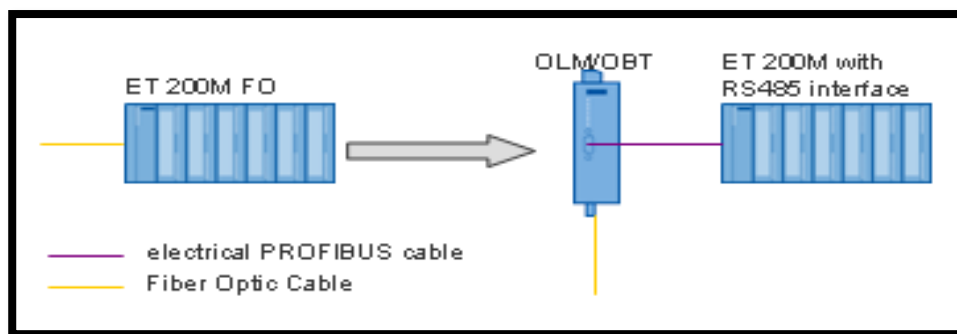 ET 200M FO
OLM/OBT
ET 200M with
RS485 interface
electrical PROFIBUS cable
Fiber Optic Cable